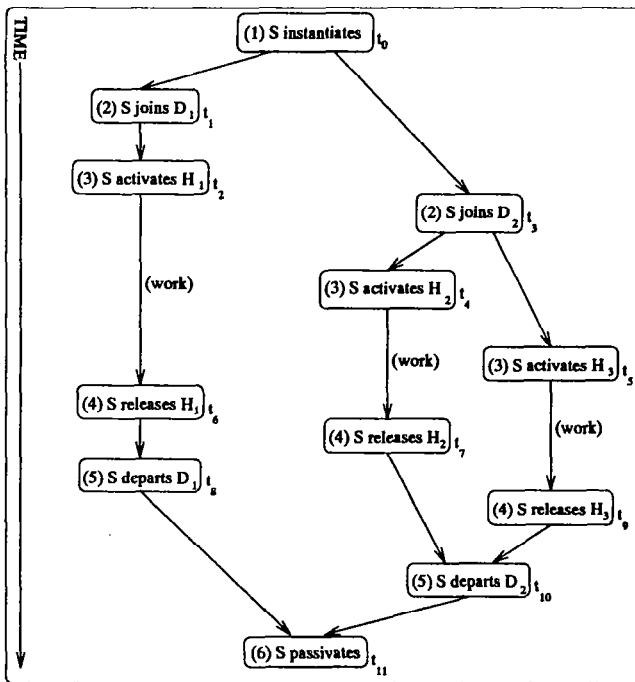 TIME
(1) S instantiates t0
(2) S joins D1 t1
(3) S activates H1 t2
(2) S joins D2 t3
(3) S activates H2 t4
(work)
(3) S activates H3 t5
(work)
(4) S releases H1 t6
(work)
(4) S releases H2 t7
(5) S departs D1 t8
(4) S releases H3 t9
(5) S departs D2 t10
(6) S passivates t11